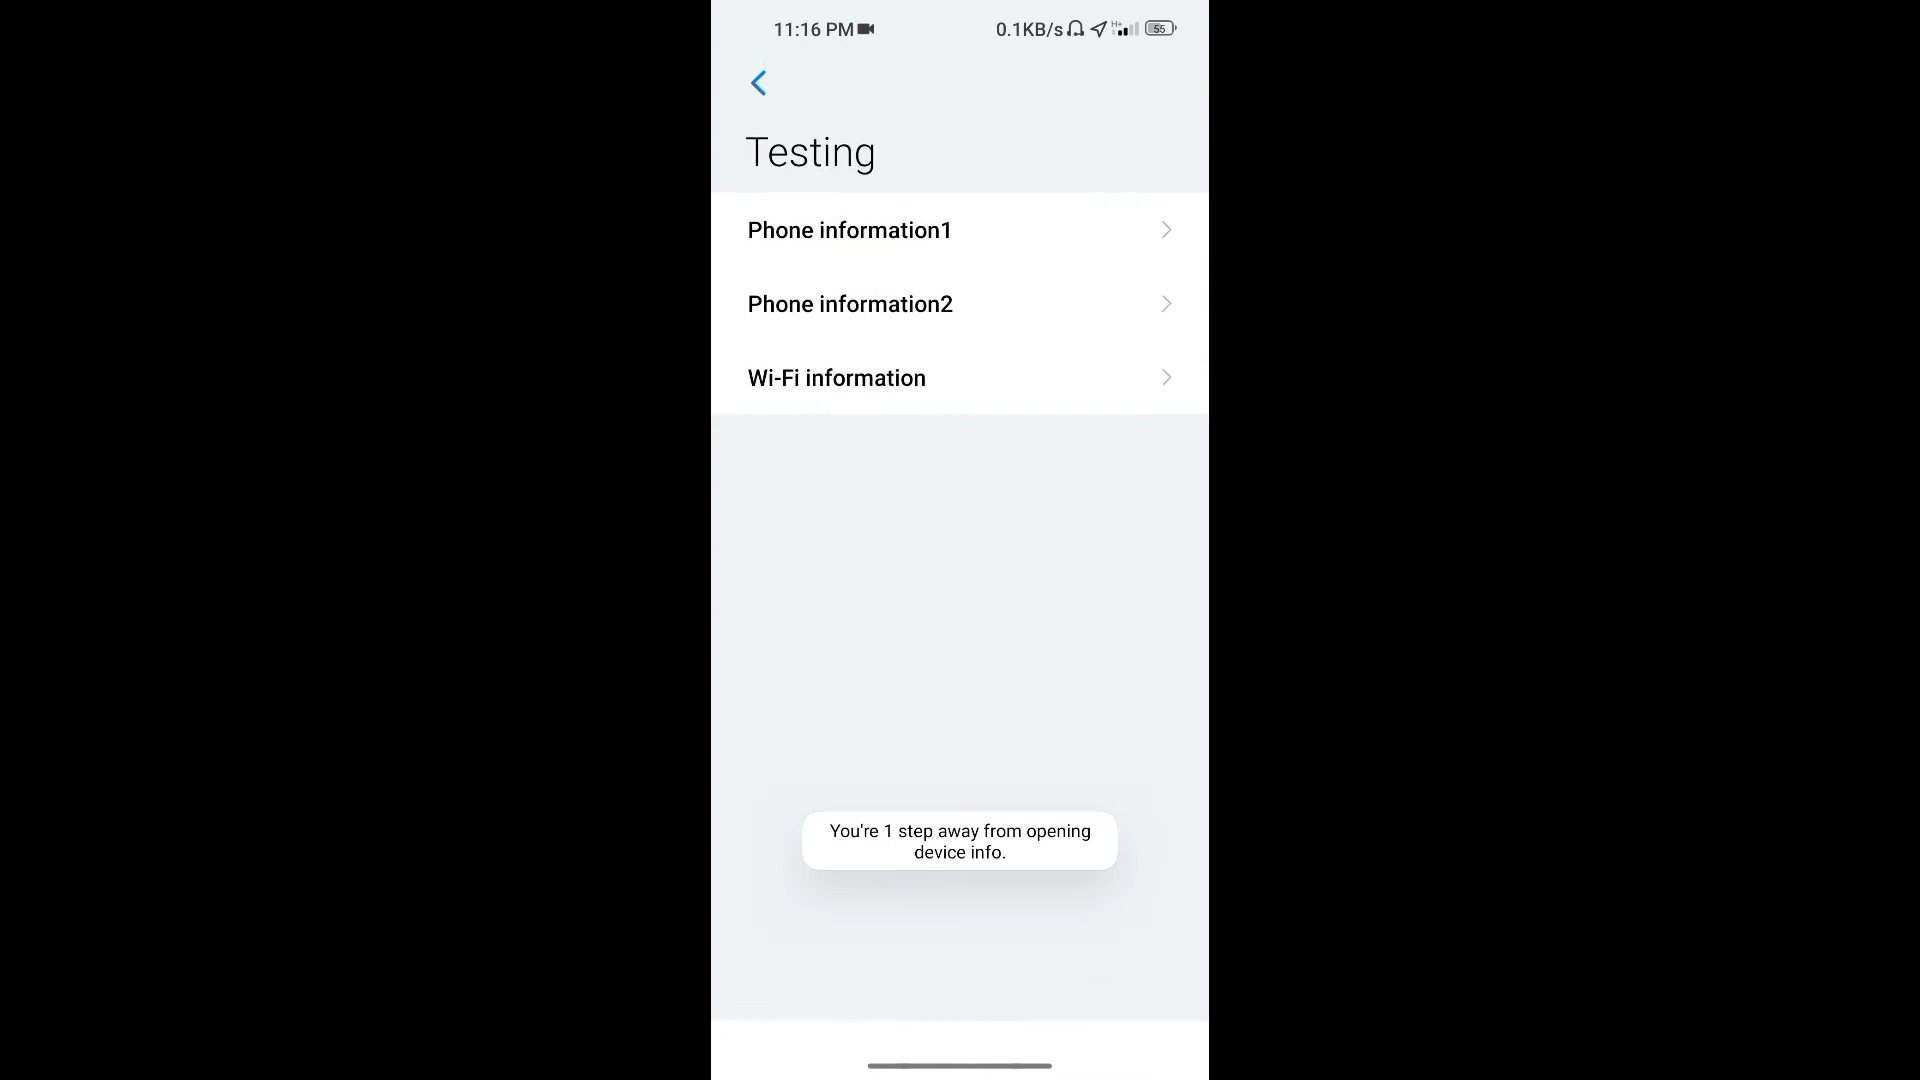 11:16 PM 0.1KB/s H+ 55
Testing
Phone information1
Phone information2
Wi-Fi information
You're 1 step away from opening
device info.